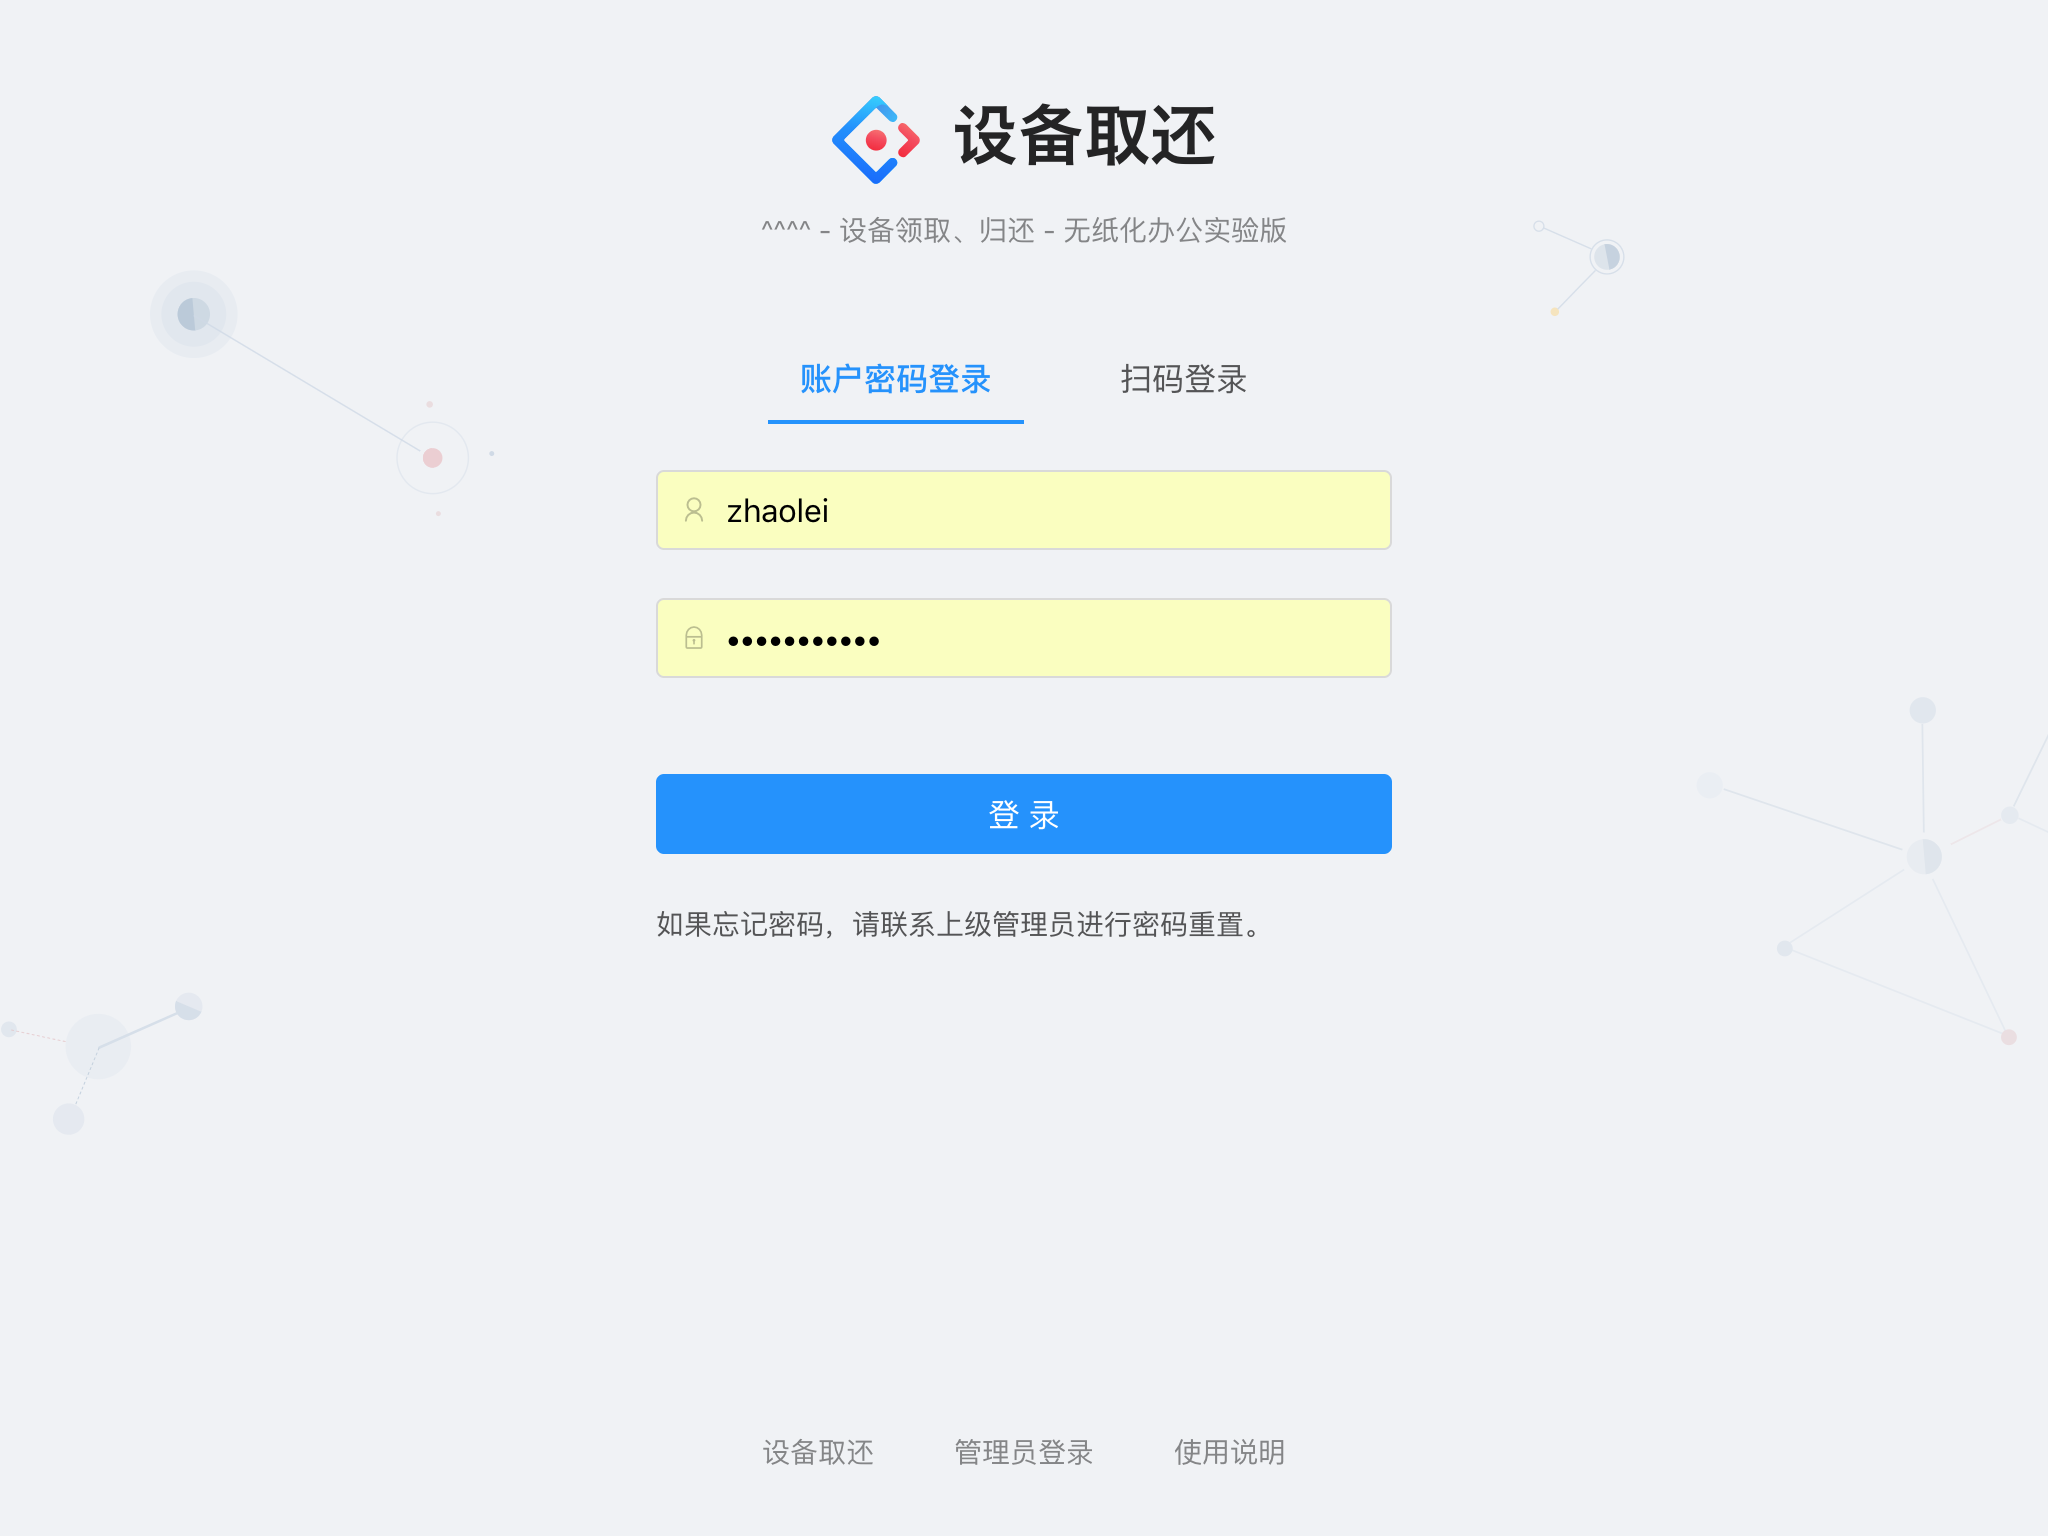 设备取还
^^^^ - 设备领取、归还 - 无纸化办公实验版
账户密码登录 扫码登录
zhaolei
•••••••••••
登 录
如果忘记密码，请联系上级管理员进行密码重置。
设备取还 管理员登录 使用说明